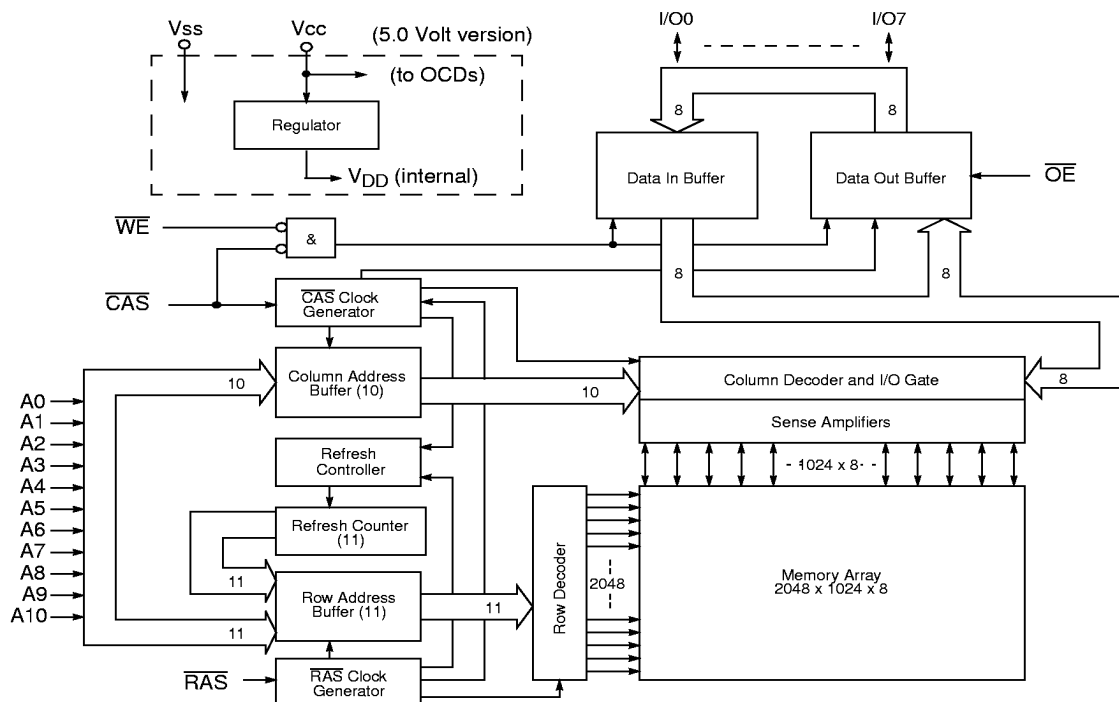 Vss
Vcc
(5.0 Volt version)
(to OCDs)
Regulator
VDD (internal)
I/O0
I/O7
8
8
Data In Buffer
Data Out Buffer
OE
WE
&
8
8
CAS
CAS Clock
Generator
Column Address
Buffer (10)
10
10
Column Decoder and I/O Gate
8
Sense Amplifiers
A0
A1
A2
A3
A4
A5
A6
A7
A8
A9
A10
Refresh
Controller
Refresh Counter
(11)
1024 x 8
11
Row Address
Buffer (11)
11
11
Row Decoder
2048
Memory Array
2048 x 1024 x 8
RAS
RAS Clock
Generator